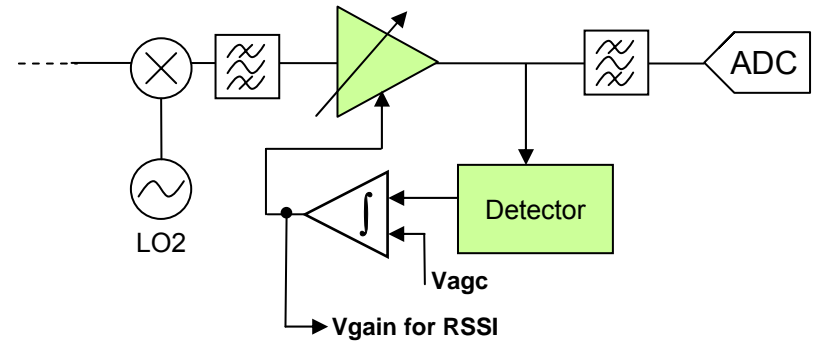 ADC
LO2
∫
Detector
Vagc
Vgain for RSSI